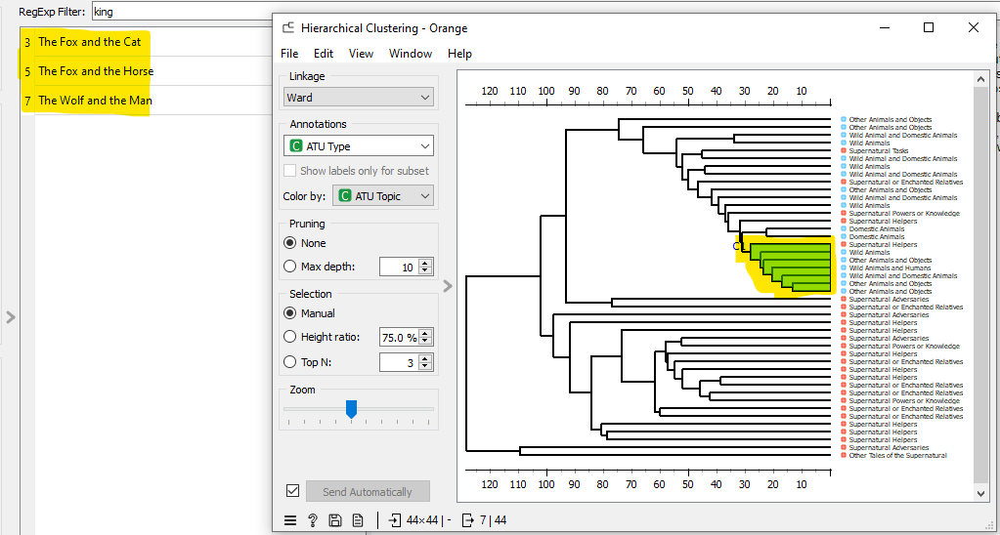 RegExp Filter: king
3 The Fox and the Cat
5 The Fox and the Horse
7 The Wolf and the Man
Hierarchical Clustering - Orange
File Edit View Window Help
Linkage
Ward
Annotations
C ATU Type
Show labels only for subset
Color by: C ATU Topic
Pruning
None
Max depth: 10
Selection
Manual
Height ratio: 75.0 %
Top N: 3
Zoom
Send Automatically
44×44 | - 7 | 44
120 100 90 80 70 60 50 40 30 20 10
Other Animals and Objects
Other Animals and Objects
Wild Animal and Domestic Animals
Wild Animals
Supernatural Tasks
Wild Animal and Domestic Animals
Wild Animals
Wild Animal and Domestic Animals
Supernatural or Enchanted Relatives
Other Animals and Objects
Wild Animal and Domestic Animals
Wild Animals
Supernatural Powers or Knowledge
Supernatural Helpers
Domestic Animals
Domestic Animals
Supernatural Helpers
Wild Animals
Other Animals and Objects
Wild Animals and Humans
Wild Animal and Domestic Animals
Other Animals and Objects
Other Animals and Objects
Supernatural Adversaries
Supernatural or Enchanted Relatives
Supernatural Adversaries
Supernatural Helpers
Supernatural Helpers
Supernatural Adversaries
Supernatural Powers or Knowledge
Supernatural Helpers
Supernatural or Enchanted Relatives
Supernatural Helpers
Supernatural Helpers
Supernatural or Enchanted Relatives
Supernatural or Enchanted Relatives
Supernatural Powers or Knowledge
Supernatural or Enchanted Relatives
Supernatural or Enchanted Relatives
Supernatural Helpers
Supernatural Helpers
Supernatural Helpers
Supernatural Adversaries
Other Tales of the Supernatural
120 100 90 80 70 60 50 40 30 20 10